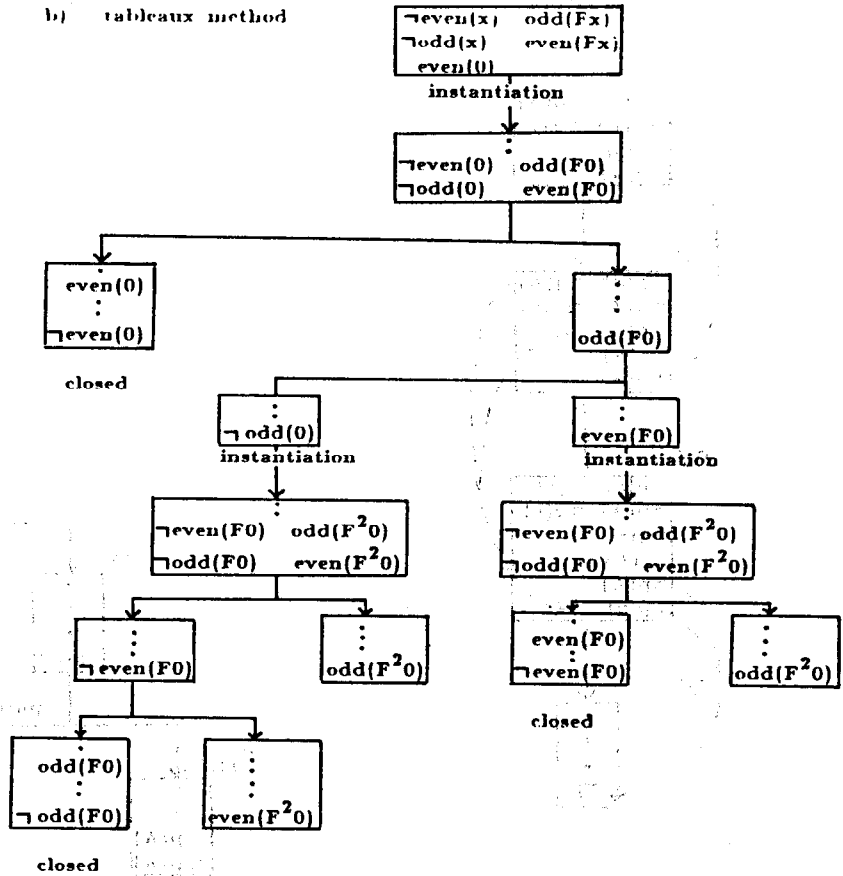 b) tableaux method
¬even(x) odd(Fx)
¬odd(x) even(Fx)
even(0)
instantiation
¬even(0) odd(F0)
¬odd(0) even(F0)
even(0)
¬even(0)
closed
odd(F0)
¬odd(0)
instantiation
even(F0)
instantiation
¬even(F0) odd(F²0)
¬odd(F0) even(F²0)
¬even(F0) odd(F²0)
¬odd(F0) even(F²0)
¬even(F0)
odd(F²0)
even(F0)
¬even(F0)
closed
odd(F²0)
odd(F0)
¬odd(F0)
closed
even(F²0)